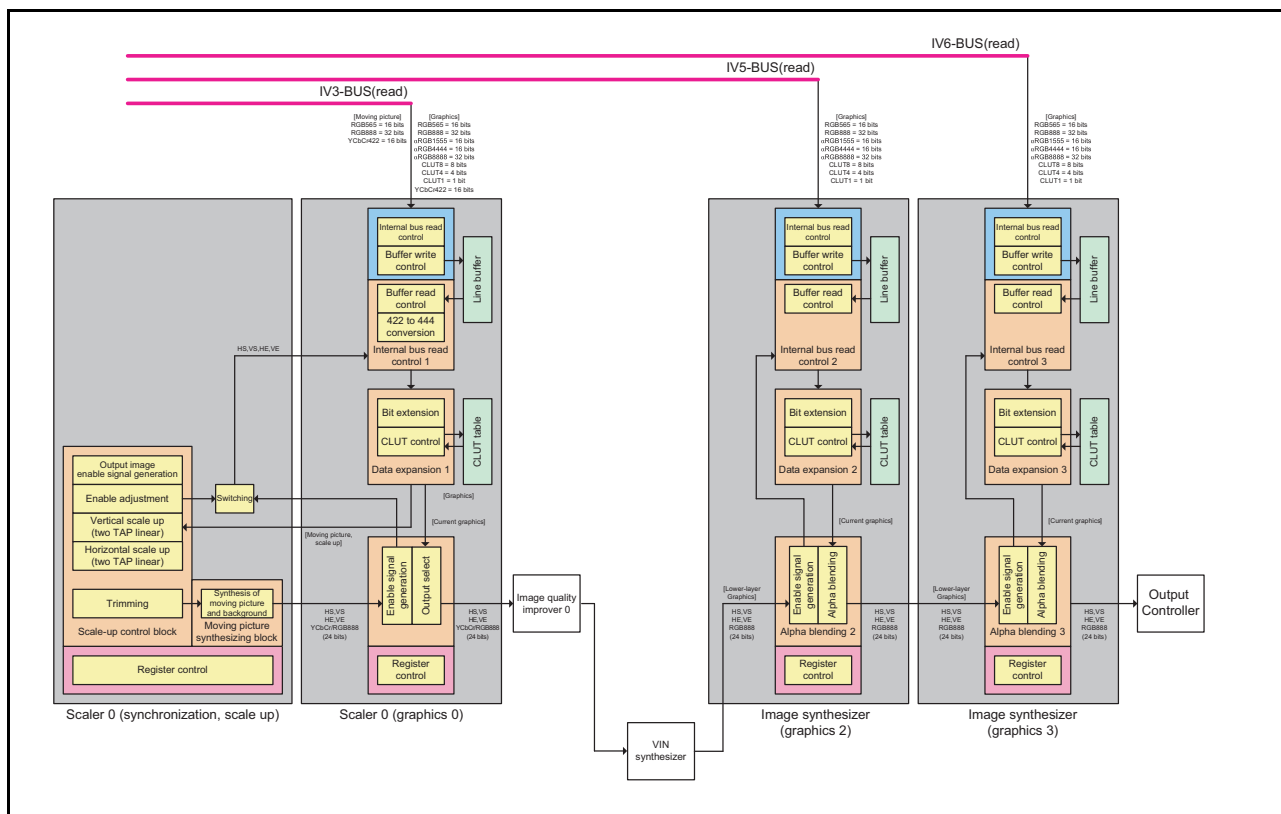 IV6-BUS(read)
IV5-BUS(read)
IV3-BUS(read)
[Moving picture]
RGB565 = 16 bits
RGB888 = 32 bits
YCbCr422 = 16 bits
[Graphics]
RGB565 = 16 bits
RGB888 = 32 bits
αRGB1555 = 16 bits
αRGB4444 = 16 bits
αRGB8888 = 32 bits
CLUT8 = 8 bits
CLUT4 = 4 bits
CLUT1 = 1 bit
YCbCr422 = 16 bits
[Graphics]
RGB565 = 16 bits
RGB888 = 32 bits
αRGB1555 = 16 bits
αRGB4444 = 16 bits
αRGB8888 = 32 bits
CLUT8 = 8 bits
CLUT4 = 4 bits
CLUT1 = 1 bit
[Graphics]
RGB565 = 16 bits
RGB888 = 32 bits
αRGB1555 = 16 bits
αRGB4444 = 16 bits
αRGB8888 = 32 bits
CLUT8 = 8 bits
CLUT4 = 4 bits
CLUT1 = 1 bit
Output image
enable signal generation
Enable adjustment
Vertical scale up
(two TAP linear)
Horizontal scale up
(two TAP linear)
Trimming
Scale-up control block
Synthesis of
moving picture
and background
Moving picture
synthesizing block
Register control
Scaler 0 (synchronization, scale up)
Switching
HS,VS,HE,VE
Internal bus read
control
Buffer write
control
Line buffer
Buffer read
control
422 to 444
conversion
Internal bus read
control 1
Bit extension
CLUT control
CLUT table
Data expansion 1
[Graphics]
[Current graphics]
[Moving picture,
scale up]
Enable signal
generation
Output select
HS,VS
HE,VE
YCbCr/RGB888
(24 bits)
HS,VS
HE,VE
YCbCr/RGB888
(24 bits)
Register
control
Scaler 0 (graphics 0)
Image quality
improver 0
VIN
synthesizer
Internal bus read
control
Buffer write
control
Line buffer
Buffer read
control
Internal bus read
control 2
Bit extension
CLUT control
CLUT table
Data expansion 2
[Current graphics]
[Lower-layer
Graphics]
HS,VS
HE,VE
RGB888
(24 bits)
Enable signal
generation
Alpha blending
Alpha blending 2
HS,VS
HE,VE
RGB888
(24 bits)
Register
control
Image synthesizer
(graphics 2)
Internal bus read
control
Buffer write
control
Line buffer
Buffer read
control
Internal bus read
control 3
Bit extension
CLUT control
CLUT table
Data expansion 3
[Current graphics]
[Lower-layer
Graphics]
HS,VS
HE,VE
RGB888
(24 bits)
Enable signal
generation
Alpha blending
Alpha blending 3
HS,VS
HE,VE
RGB888
(24 bits)
Register
control
Image synthesizer
(graphics 3)
Output
Controller